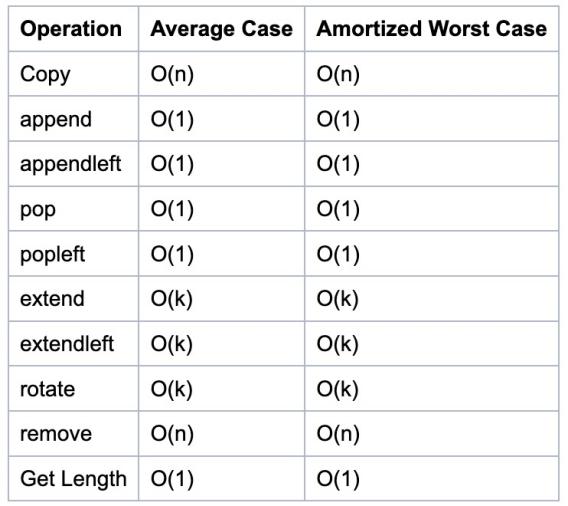 Operation Average Case Amortized Worst Case
Copy O(n) O(n)
append O(1) O(1)
appendleft O(1) O(1)
pop O(1) O(1)
popleft O(1) O(1)
extend O(k) O(k)
extendleft O(k) O(k)
rotate O(k) O(k)
remove O(n) O(n)
Get Length O(1) O(1)